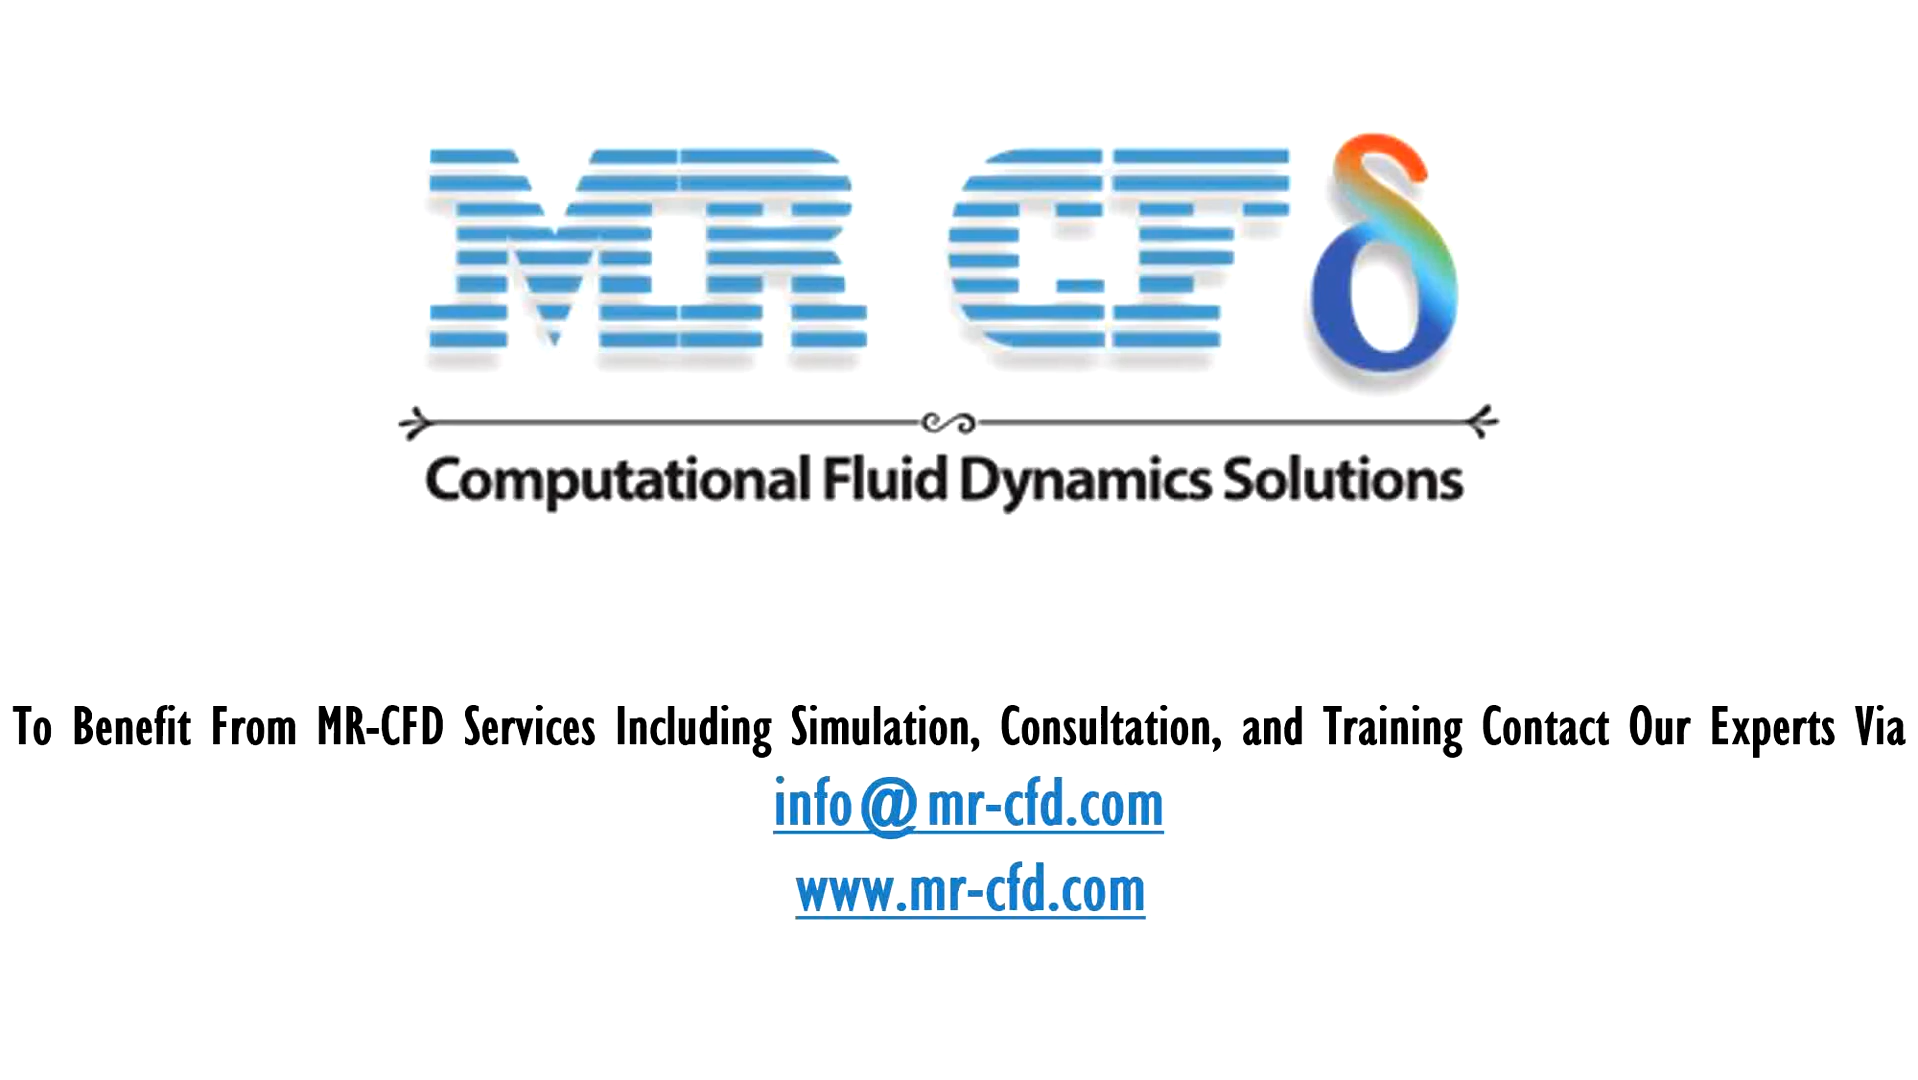 MR CFδ
Computational Fluid Dynamics Solutions
To Benefit From MR-CFD Services Including Simulation, Consultation, and Training Contact Our Experts Via
info@mr-cfd.com
www.mr-cfd.com